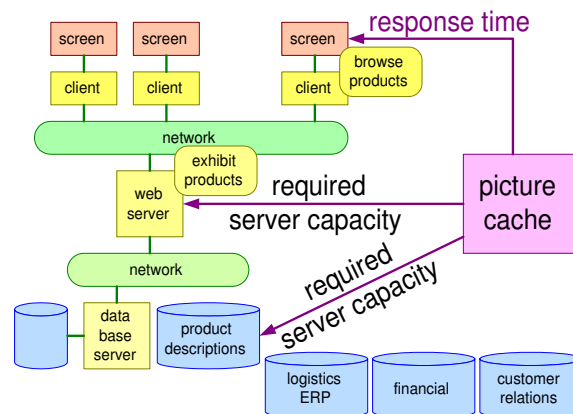 response time
screen
screen
screen
browse
products
client
client
client
network
exhibit
products
web
server
required
server capacity
picture
cache
network
required
server capacity
data
base
server
product
descriptions
logistics
ERP
financial
customer
relations